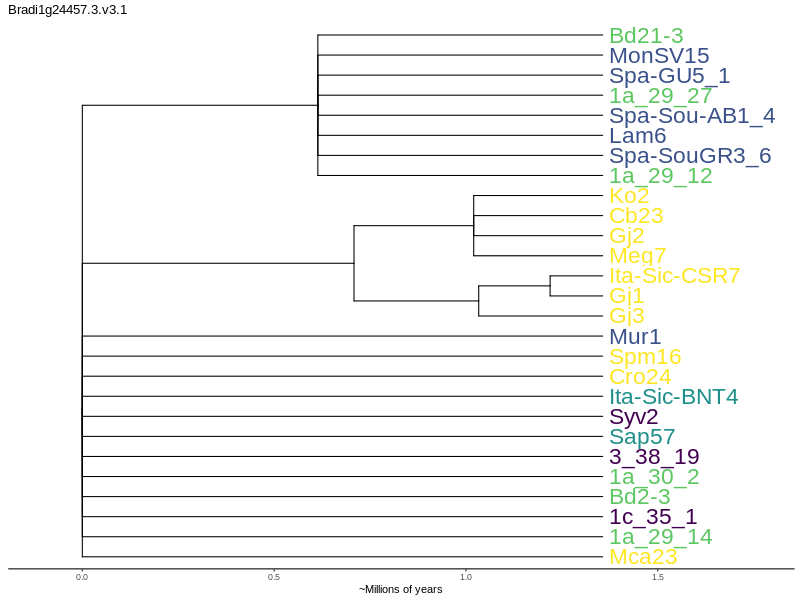 Bradi1g24457.3.v3.1
Bd21-3
MonSV15
Spa-GU5_1
1a_29_27
Spa-Sou-AB1_4
Lam6
Spa-SouGR3_6
1a_29_12
Ko2
Cb23
Gj2
Meg7
Ita-Sic-CSR7
Gj1
Gj3
Mur1
Spm16
Cro24
Ita-Sic-BNT4
Syv2
Sap57
3_38_19
1a_30_2
Bd2-3
1c_35_1
1a_29_14
Mca23
0.0 0.5 1.0 1.5
~Millions of years